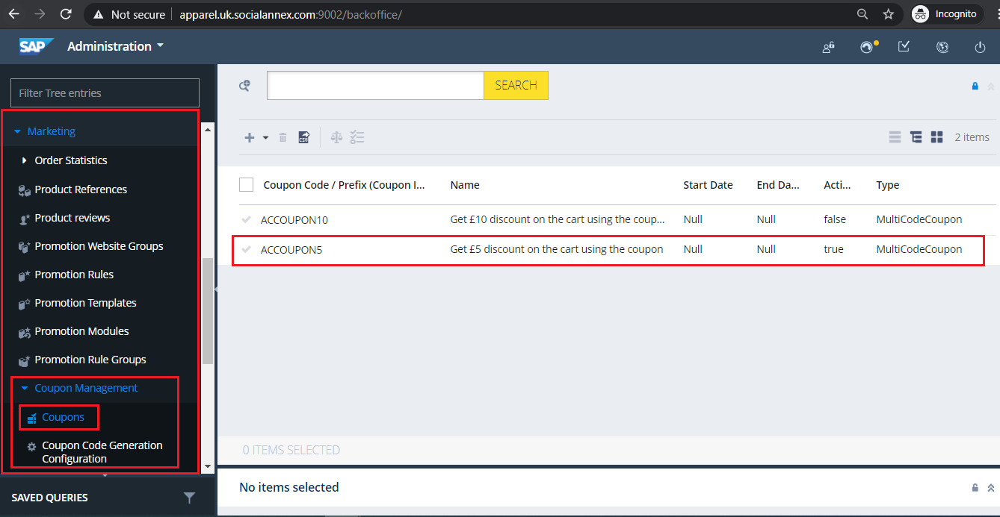 Not secure apparel.uk.socialannex.com:9002/backoffice/ Incognito
SAP Administration
Filter Tree entries
SEARCH
Marketing
Order Statistics
Product References
Product reviews
Promotion Website Groups
Promotion Rules
Promotion Templates
Promotion Modules
Promotion Rule Groups
Coupon Management
Coupons
Coupon Code Generation
Configuration
SAVED QUERIES
CSV
2 items
Coupon Code / Prefix (Coupon I... Name Start Date End Da... Acti... Type
ACCOUPON10 Get £10 discount on the cart using the coup... Null Null false MultiCodeCoupon
ACCOUPON5 Get £5 discount on the cart using the coupon Null Null true MultiCodeCoupon
0 ITEMS SELECTED
No items selected